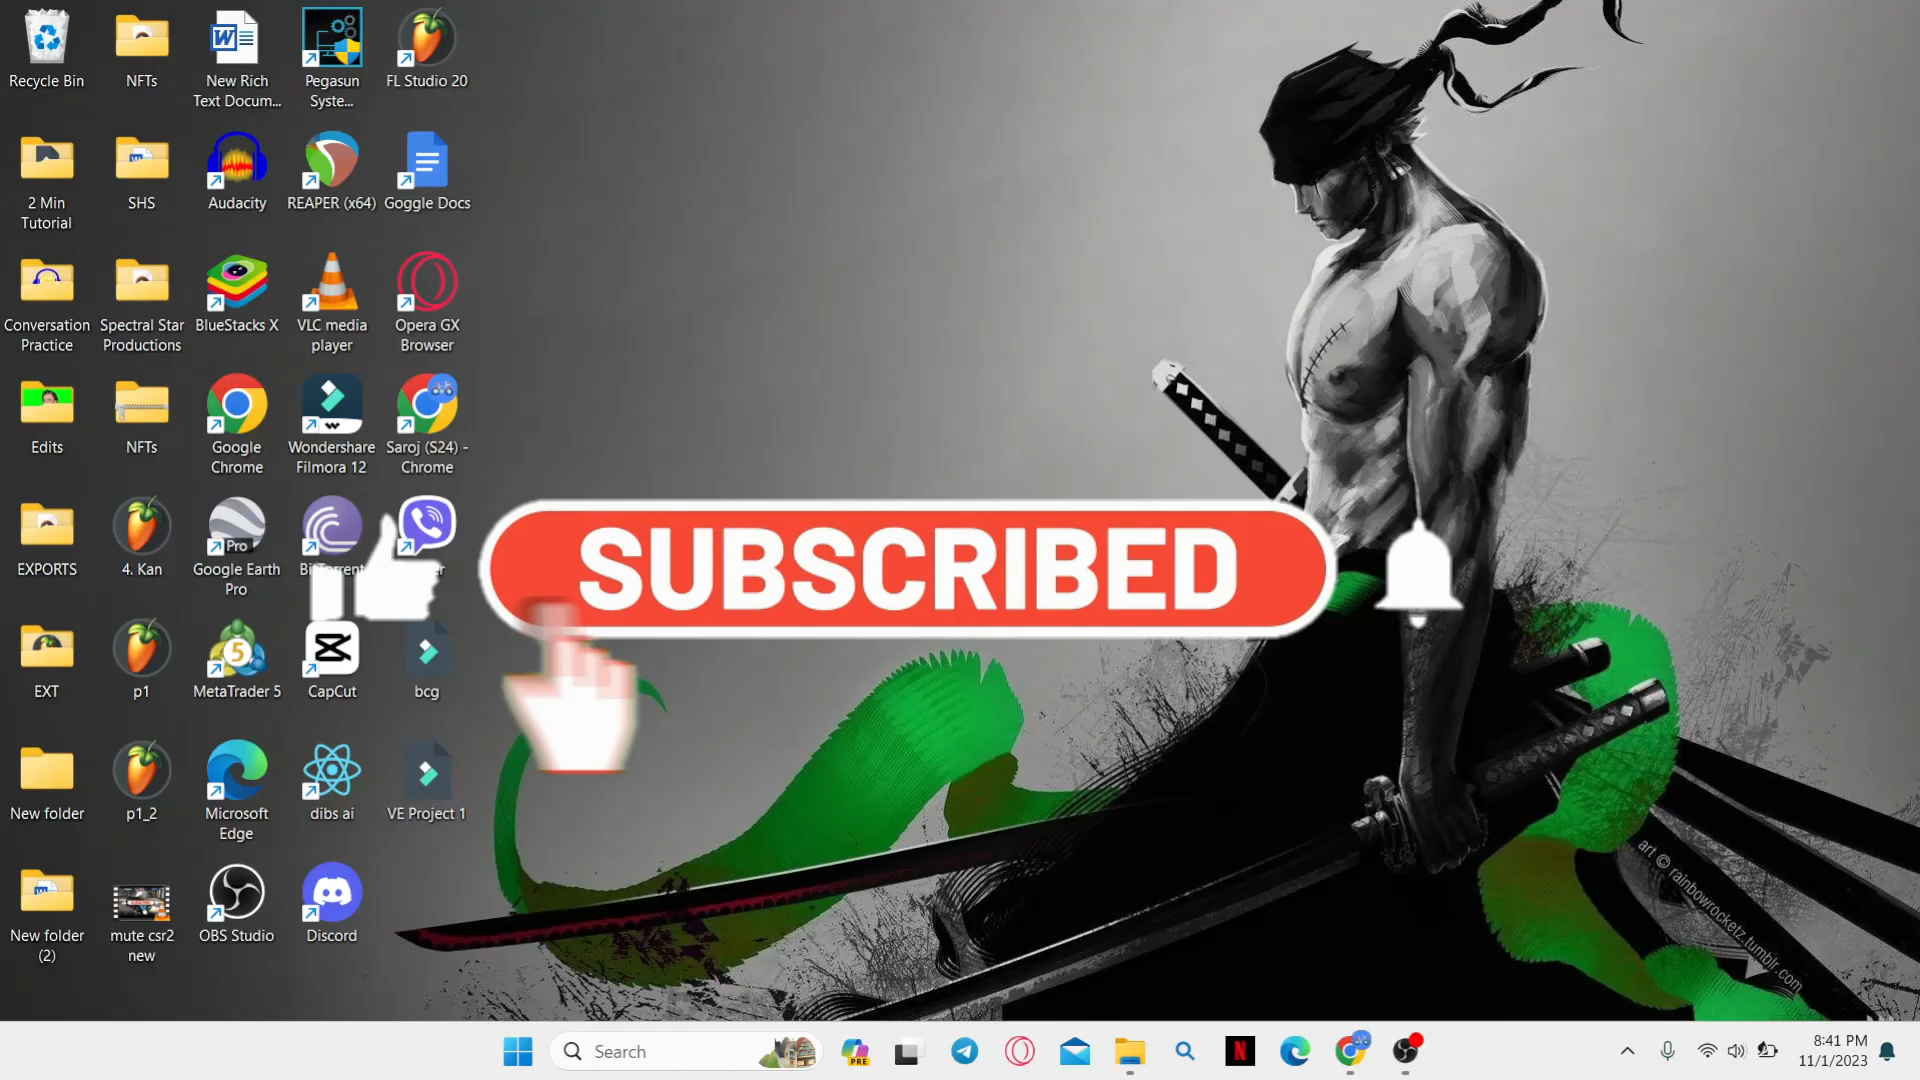 Recycle Bin
NFTs
New Rich
Text Docum...
Pegasun
Syste...
FL Studio 20
2 Min
Tutorial
SHS
Audacity
REAPER (x64)
Goggle Docs
Conversation
Practice
Spectral Star
Productions
BlueStacks X
VLC media
player
Opera GX
Browser
Edits
NFTs
Google
Chrome
Wondershare
Filmora 12
Saroj (S24) -
Chrome
EXPORTS
4. Kan
Pro
Google Earth
Pro
SUBSCRIBED
EXT
p1
5
MetaTrader 5
CapCut
bcg
New folder
p1_2
Microsoft
Edge
dibs ai
VE Project 1
New folder
(2)
mute csr2
new
OBS Studio
Discord
art © rainbowrocketz.tumblr.com
Search
PRE
N
8:41 PM
11/1/2023